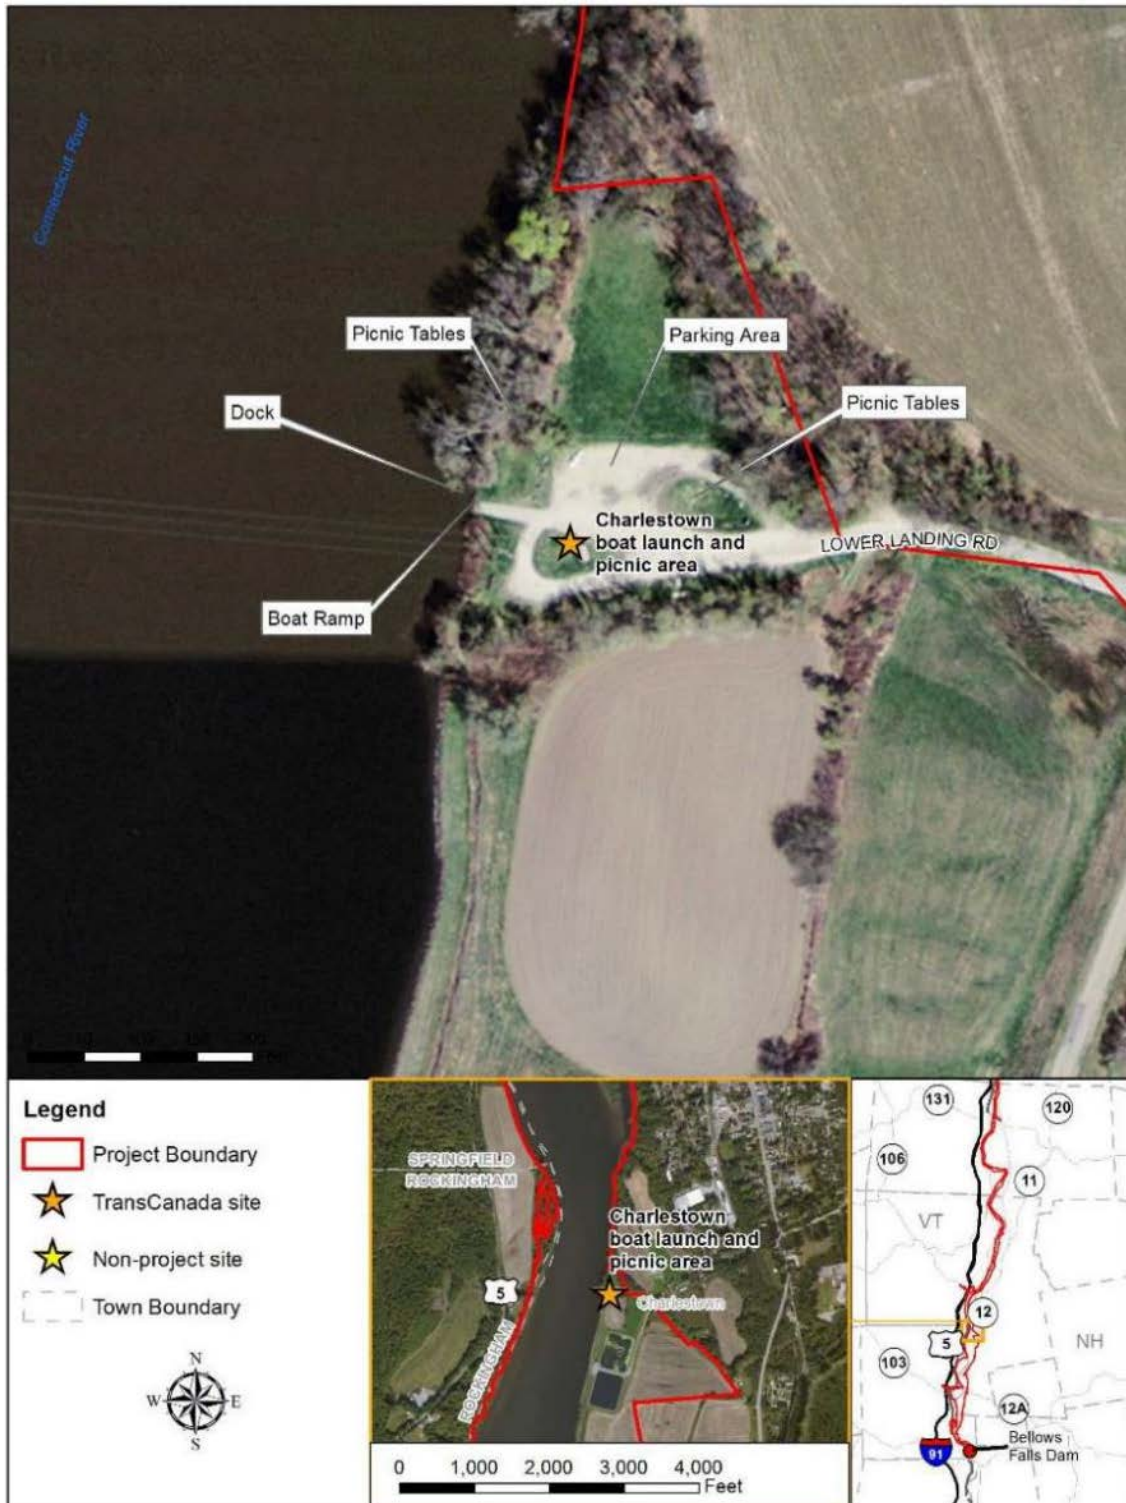 Connecticut River
Picnic Tables
Parking Area
Dock
Picnic Tables
Charlestown
boat launch and
picnic area
LOWER LANDING RD
Boat Ramp
Legend
Project Boundary
TransCanada site
Non-project site
Town Boundary
N
W
E
S
SPRINGFIELD
ROCKINGHAM
Charlestown
boat launch and
picnic area
Charlestown
5
ROCKINGHAM
0 1,000 2,000 3,000 4,000
Feet
131
120
106
11
VT
12
5
NH
103
12A
Bellows
Falls Dam
91